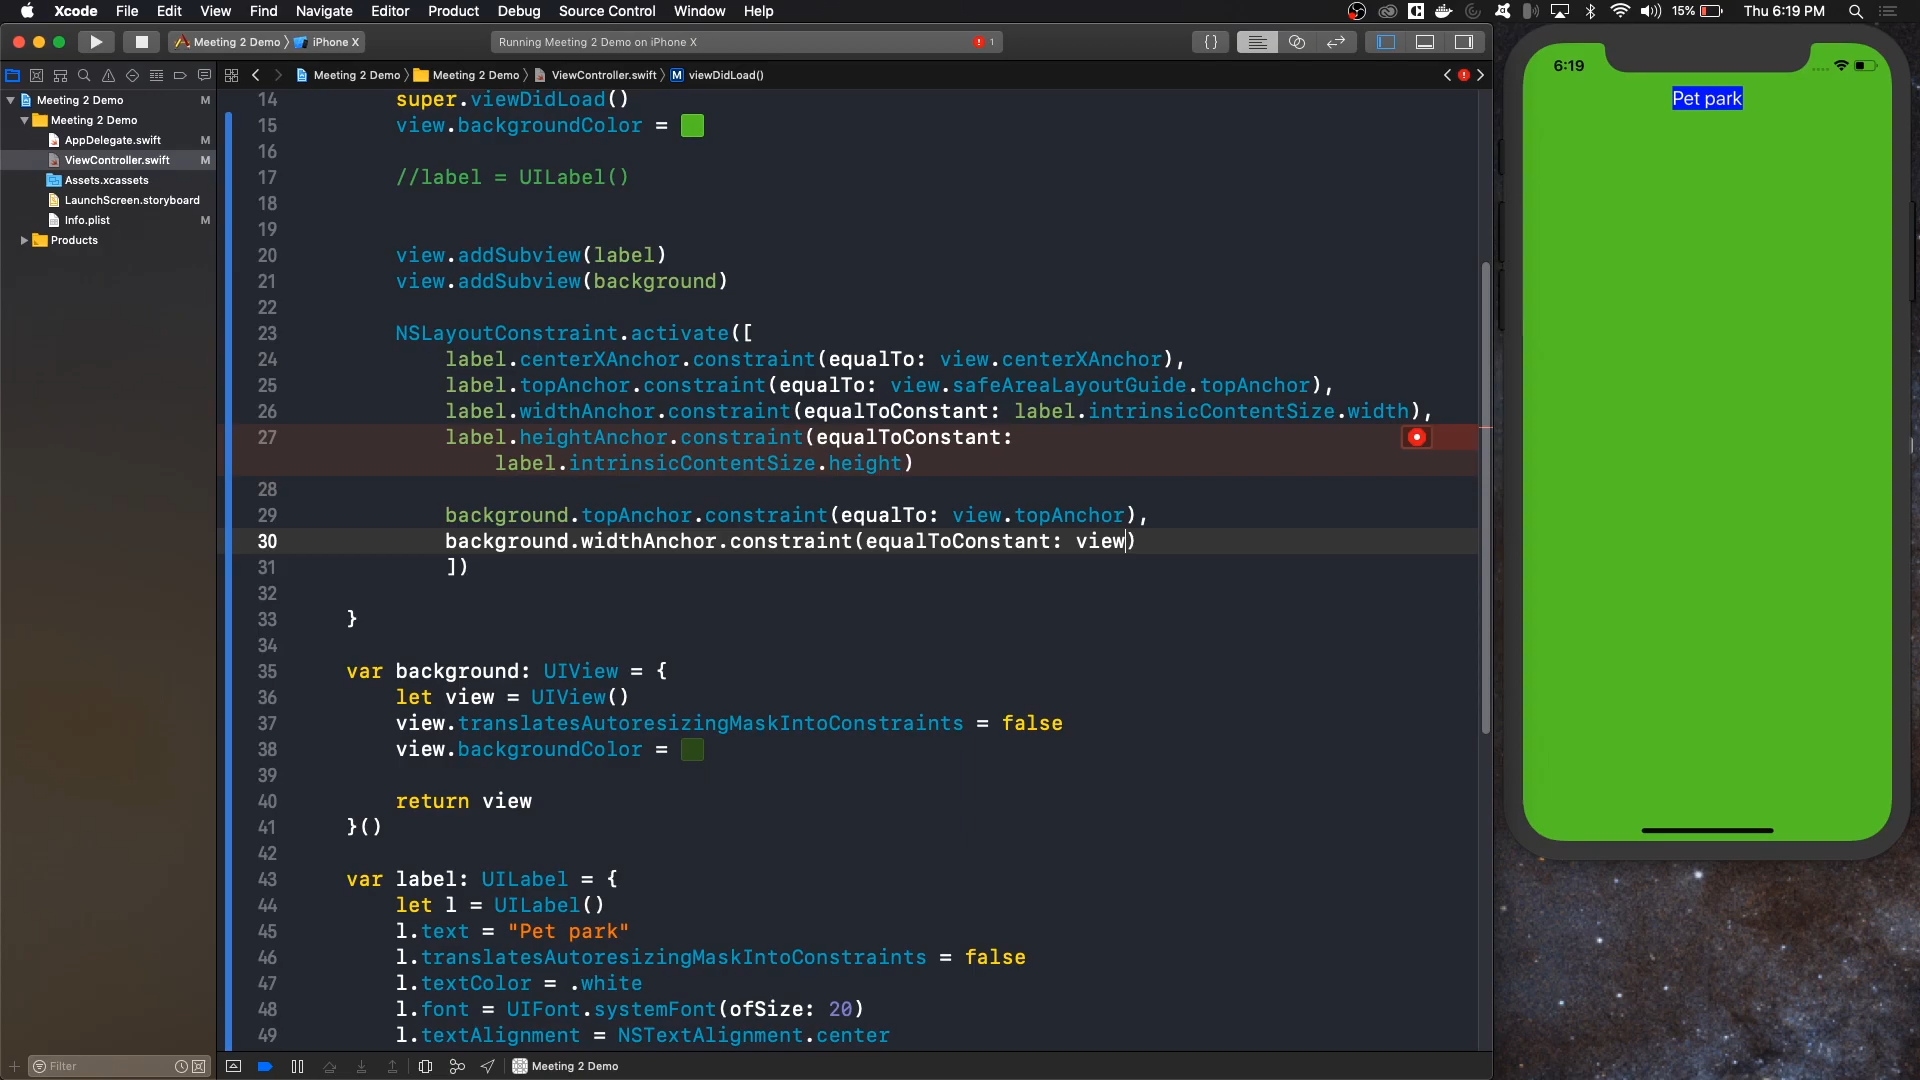 Xcode File Edit View Find Navigate Editor Product Debug Source Control Window Help 15% Thu 6:19 PM
Meeting 2 Demo iPhone X Running Meeting 2 Demo on iPhone X 1
Meeting 2 Demo Meeting 2 Demo ViewController.swift M viewDidLoad()
Meeting 2 Demo M
Meeting 2 Demo
AppDelegate.swift M
ViewController.swift M
Assets.xcassets
LaunchScreen.storyboard
Info.plist M
Products
14 super.viewDidLoad()
15 view.backgroundColor =
16
17 //label = UILabel()
18
19
20 view.addSubview(label)
21 view.addSubview(background)
22
23 NSLayoutConstraint.activate([
24 label.centerXAnchor.constraint(equalTo: view.centerXAnchor),
25 label.topAnchor.constraint(equalTo: view.safeAreaLayoutGuide.topAnchor),
26 label.widthAnchor.constraint(equalToConstant: label.intrinsicContentSize.width),
27 label.heightAnchor.constraint(equalToConstant:
label.intrinsicContentSize.height)
28
29 background.topAnchor.constraint(equalTo: view.topAnchor),
30 background.widthAnchor.constraint(equalToConstant: view)
31 ])
32
33 }
34
35 var background: UIView = {
36 let view = UIView()
37 view.translatesAutoresizingMaskIntoConstraints = false
38 view.backgroundColor =
39
40 return view
41 }()
42
43 var label: UILabel = {
44 let l = UILabel()
45 l.text = "Pet park"
46 l.translatesAutoresizingMaskIntoConstraints = false
47 l.textColor = .white
48 l.font = UIFont.systemFont(ofSize: 20)
49 l.textAlignment = NSTextAlignment.center
Filter
Meeting 2 Demo
6:19
Pet park